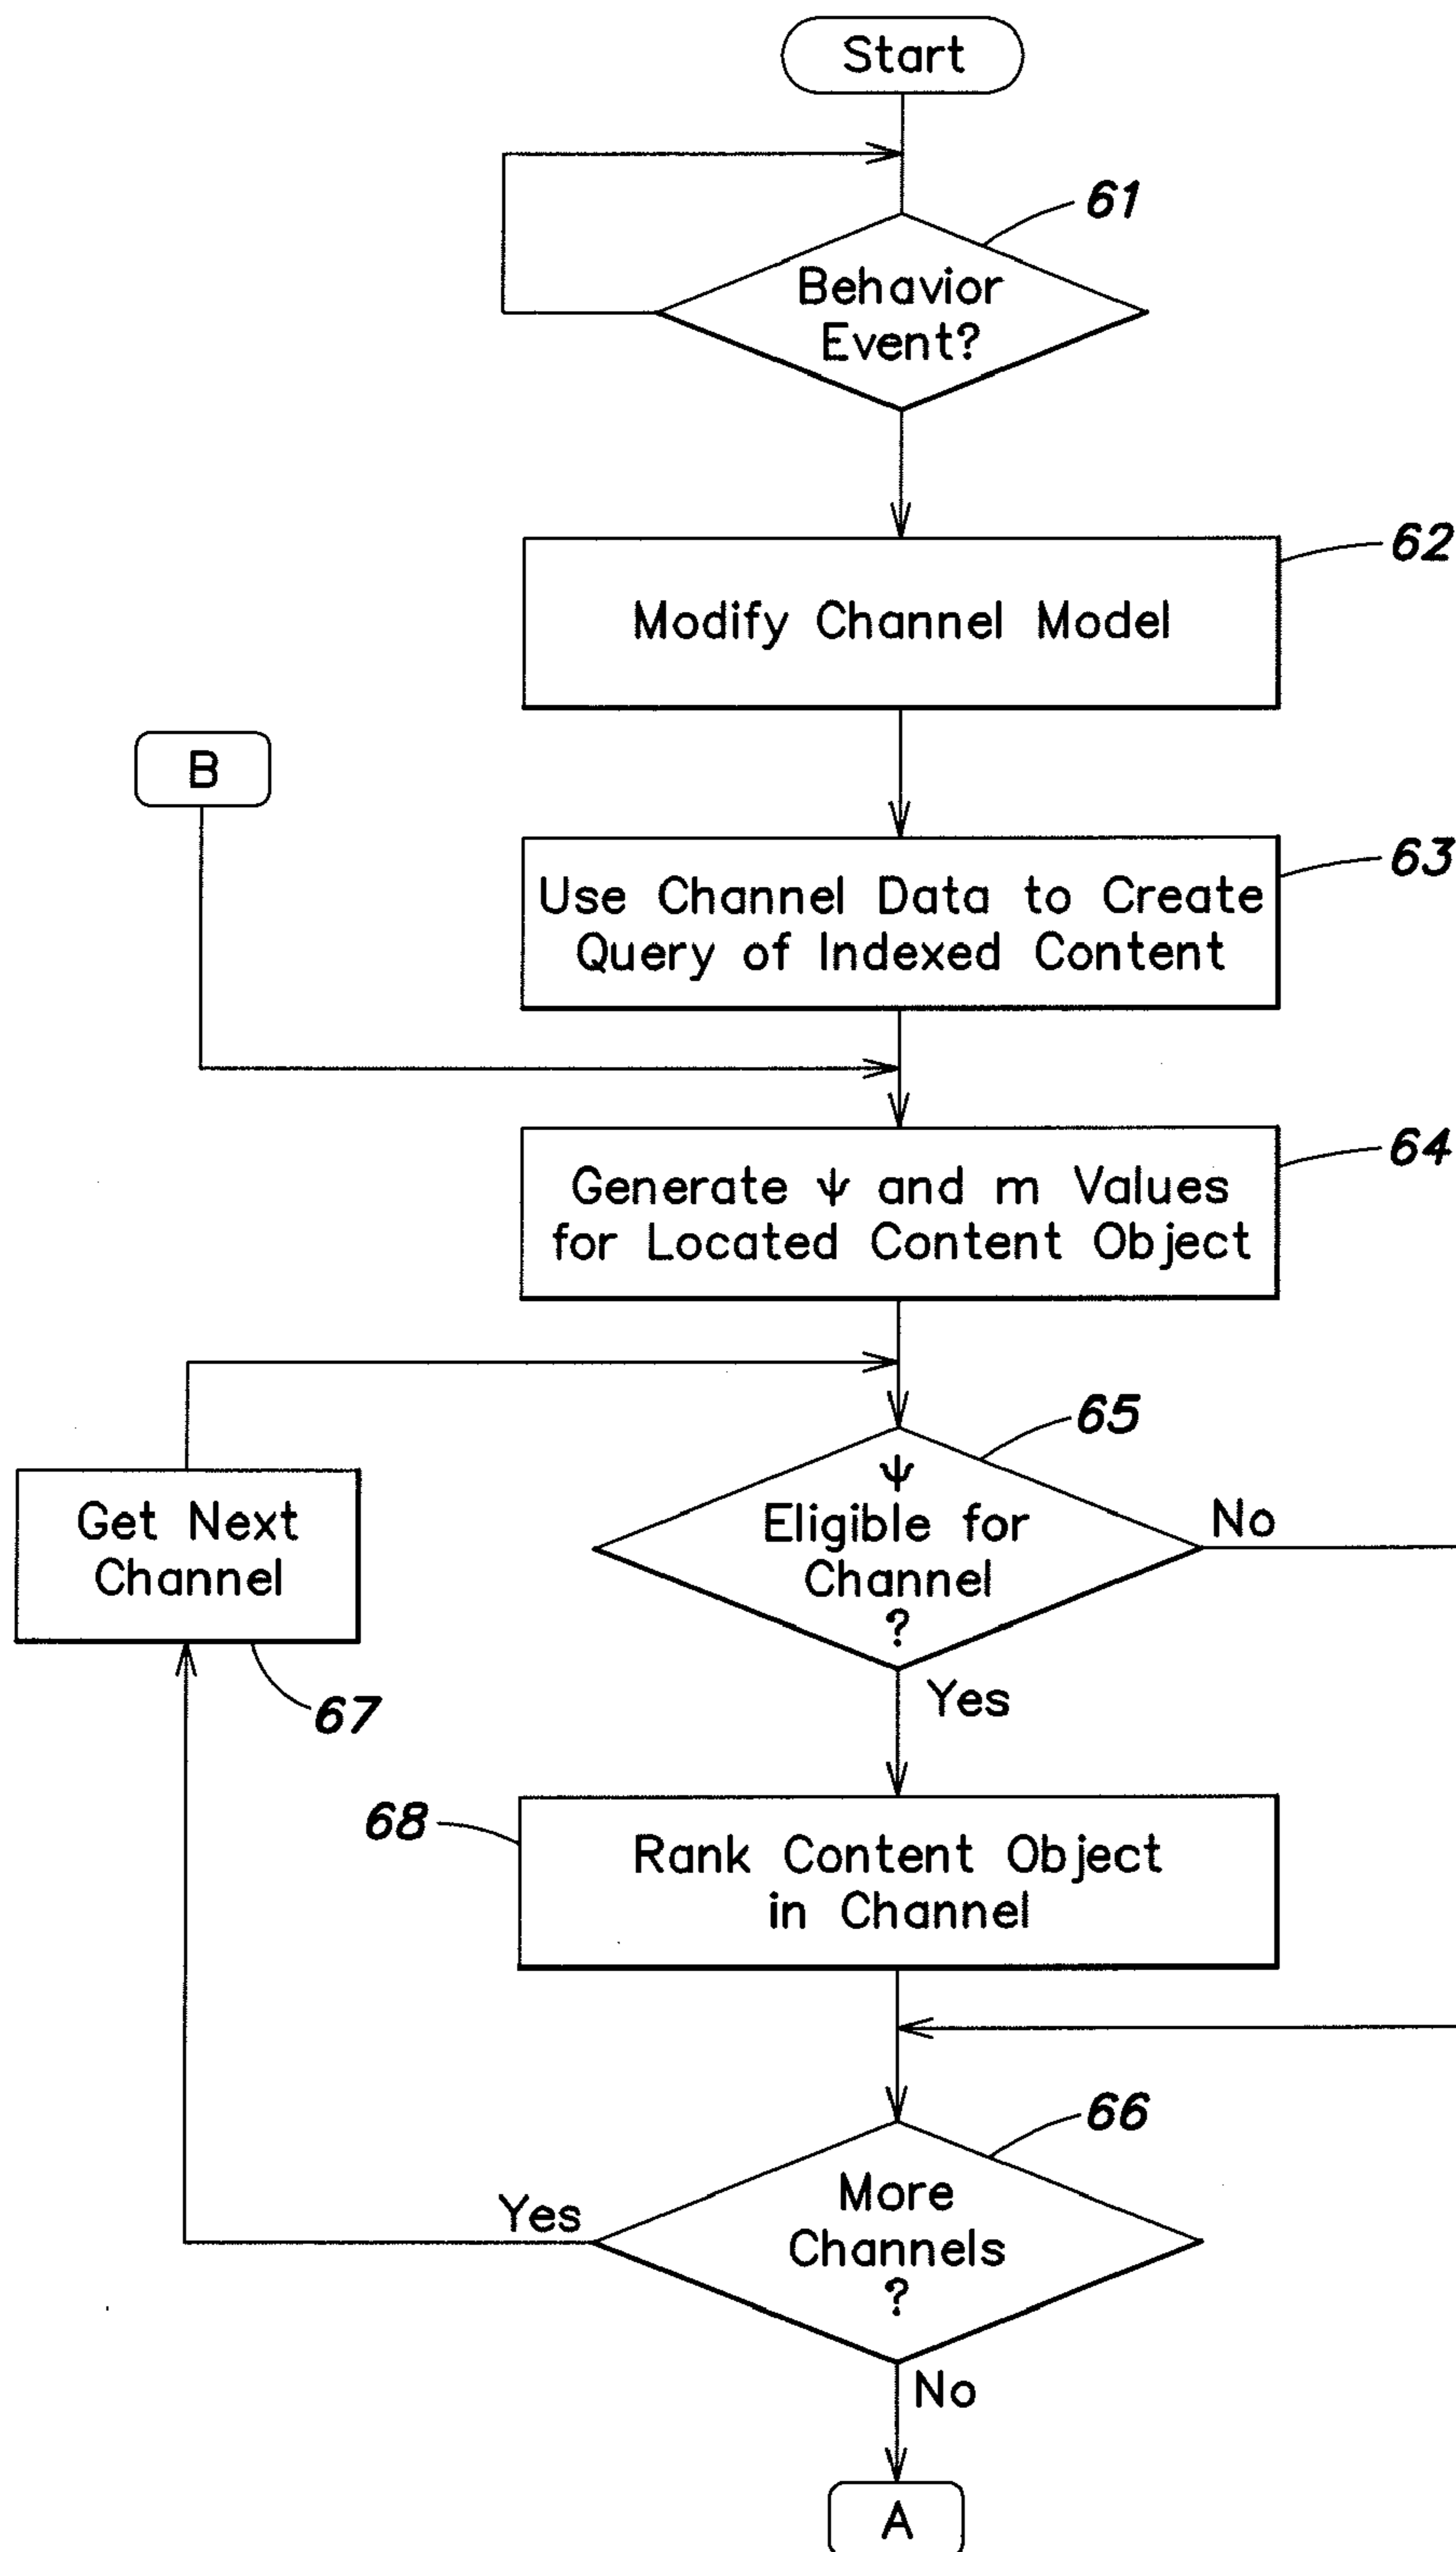 Start
61
Behavior
Event?
62
Modify Channel Model
B
63
Use Channel Data to Create
Query of Indexed Content
64
Generate ψ and m Values
for Located Content Object
65
ψ
Eligible for
Channel
?
No
Get Next
Channel
67
Yes
68
Rank Content Object
in Channel
66
More
Channels
?
Yes
No
A